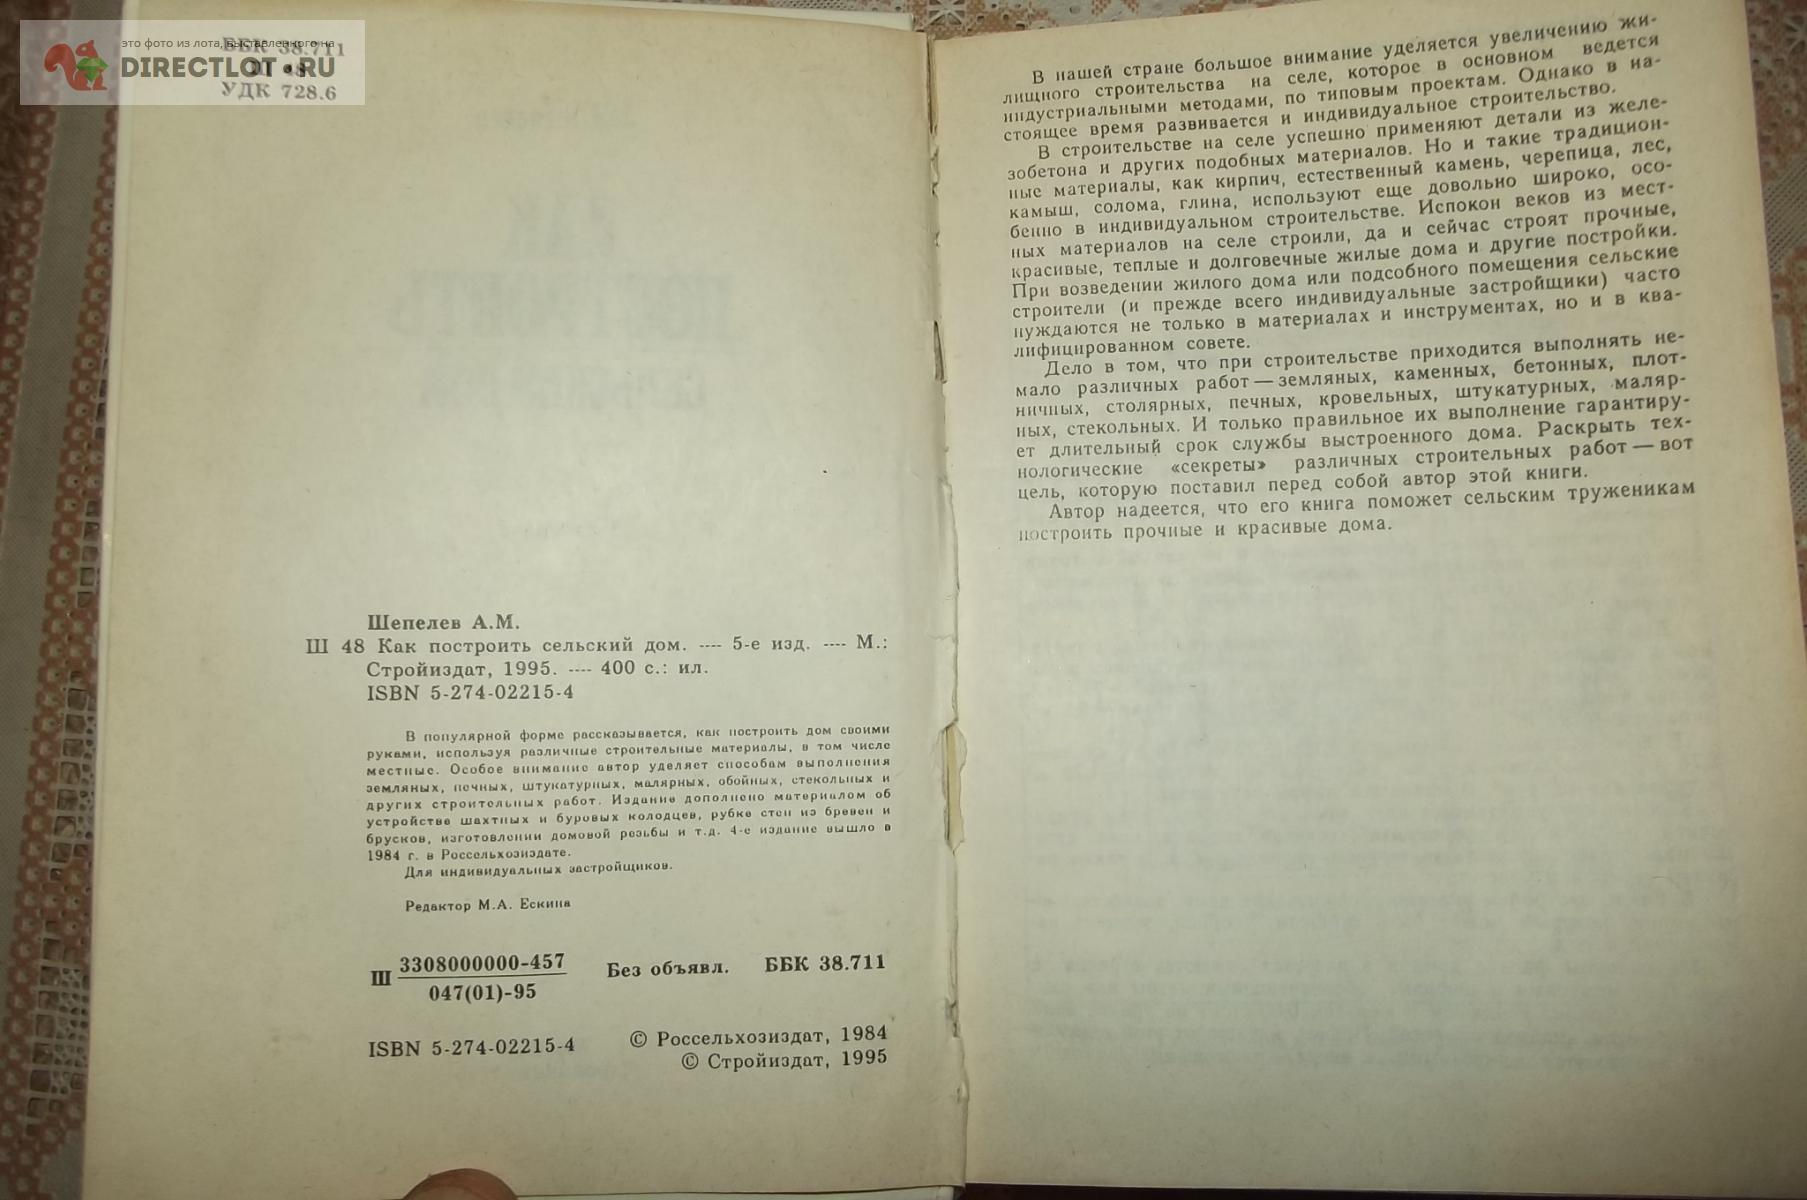 это фото из лота, выставленного на
DIRECTLOT.RU
ББК 38.711
УДК 728.6
Шепелев А.М.
Ш 48 Как построить сельский дом. ---- 5-е изд. ---- М.:
Стройиздат, 1995. ---- 400 с.: ил.
ISBN 5-274-02215-4
В популярной форме рассказывается, как построить дом своими
руками, используя различные строительные материалы, в том числе
местные. Особое внимание автор уделяет способам выполнения
земляных, печных, штукатурных, малярных, обойных, стекольных и
других строительных работ. Издание дополнено материалом об
устройстве шахтных и буровых колодцев, рубке стен из бревен и
брусков, изготовлении домовой резьбы и т.д. 4-е издание вышло в
1984 г. в Россельхозиздате.
Для индивидуальных застройщиков.
Редактор М.А. Ескина
Ш 3308000000-457
047(01)-95
Без объявл. ББК 38.711
ISBN 5-274-02215-4
© Россельхозиздат, 1984
© Стройиздат, 1995
В нашей стране большое внимание уделяется увеличению жи-
лищного строительства на селе, которое в основном ведется
индустриальными методами, по типовым проектам. Однако в на-
стоящее время развивается и индивидуальное строительство.
В строительстве на селе успешно применяют детали из желе-
зобетона и других подобных материалов. Но и такие традицион-
ные материалы, как кирпич, естественный камень, черепица, лес,
камыш, солома, глина, используют еще довольно широко, осо-
бенно в индивидуальном строительстве. Испокон веков из мест-
ных материалов на селе строили, да и сейчас строят прочные,
красивые, теплые и долговечные жилые дома и другие постройки.
При возведении жилого дома или подсобного помещения сельские
строители (и прежде всего индивидуальные застройщики) часто
нуждаются не только в материалах и инструментах, но и в ква-
лифицированном совете.
Дело в том, что при строительстве приходится выполнять не-
мало различных работ — земляных, каменных, бетонных, плот-
ничных, столярных, печных, кровельных, штукатурных, маляр-
ных, стекольных. И только правильное их выполнение гарантиру-
ет длительный срок службы выстроенного дома. Раскрыть тех-
нологические «секреты» различных строительных работ — вот
цель, которую поставил перед собой автор этой книги.
Автор надеется, что его книга поможет сельским труженикам
построить прочные и красивые дома.